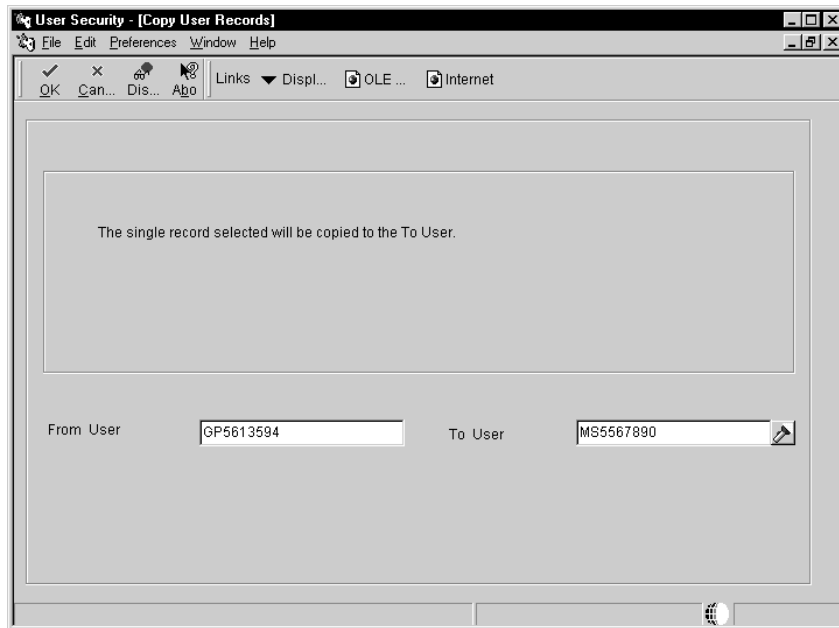 User Security - [Copy User Records]
File Edit Preferences Window Help
OK Can... Dis... Abo Links Displ... OLE ... Internet
The single record selected will be copied to the To User.
From User GP5613594 To User MS5567890